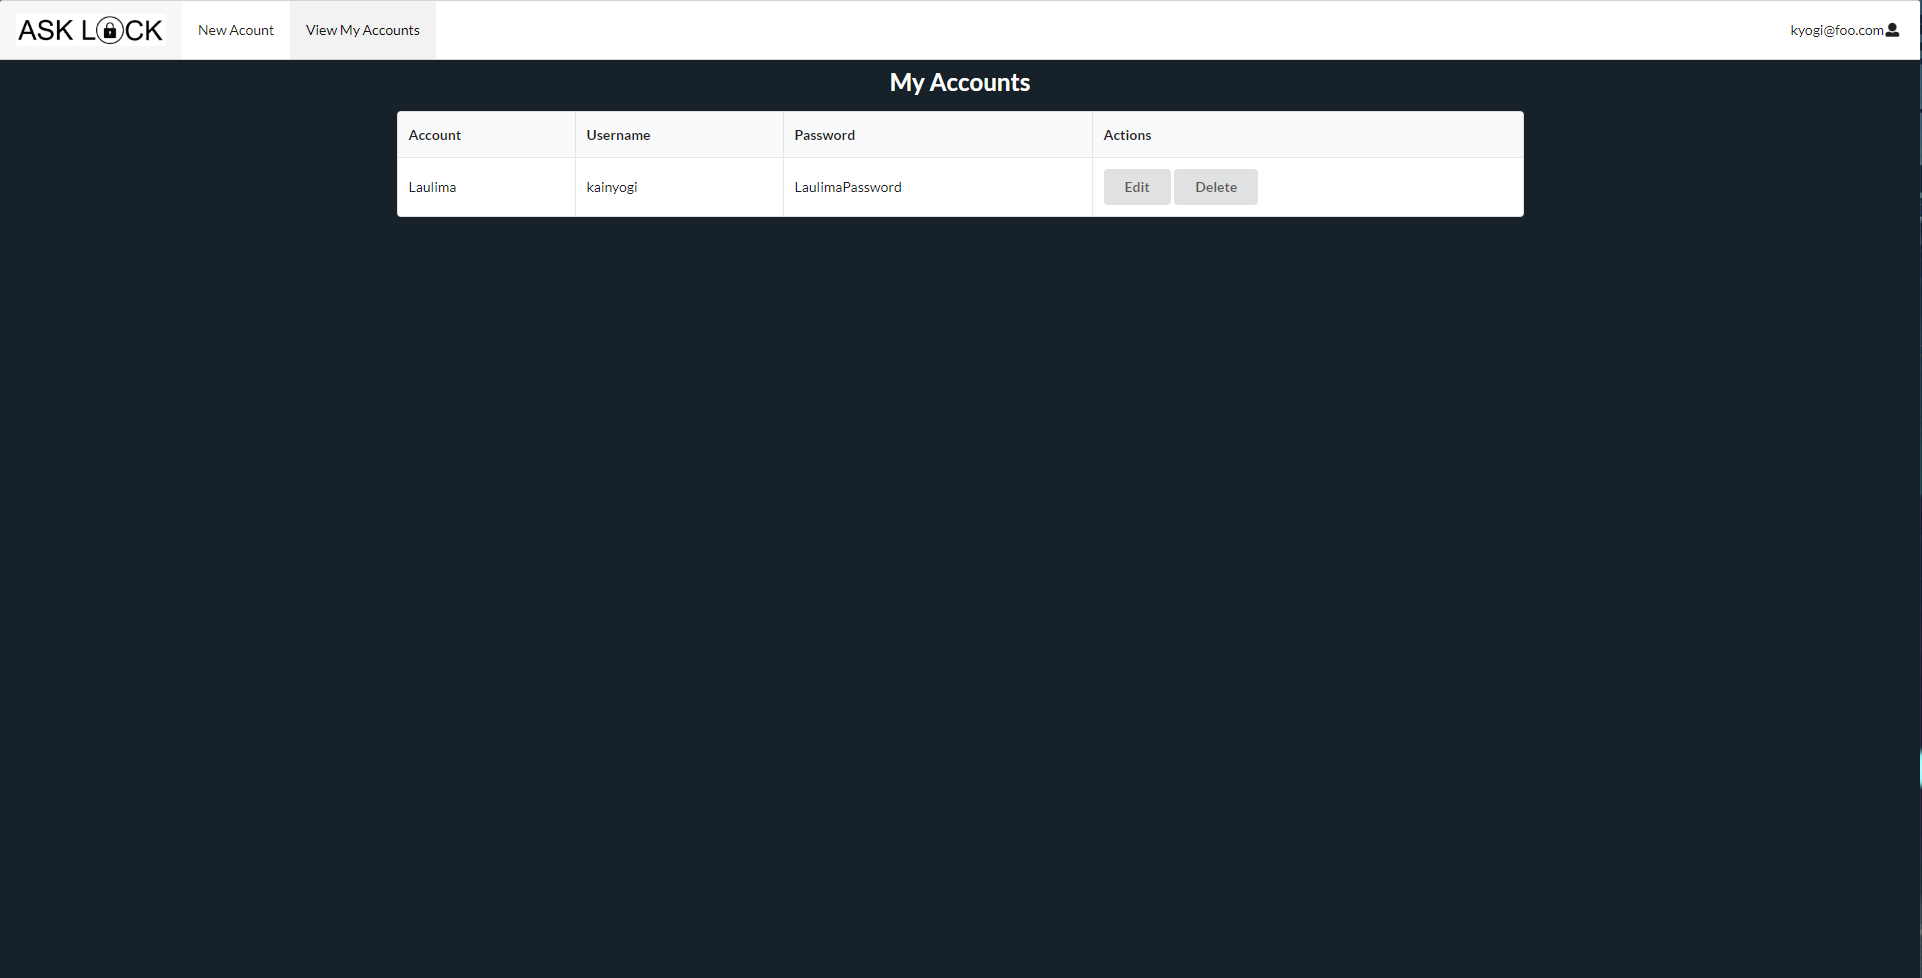 ASK LOCK New Acount View My Accounts kyogi@foo.com
My Accounts
Account Username Password Actions
Laulima kainyogi LaulimaPassword Edit Delete